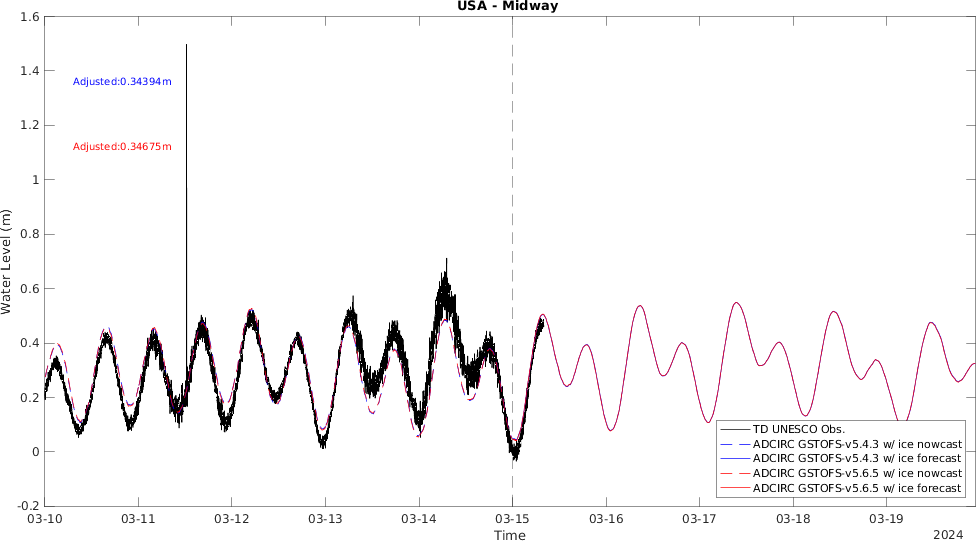 USA - Midway
1.6
1.4
1.2
1
0.8
0.6
0.4
0.2
0
-0.2
Water Level (m)
Adjusted:0.34394m
Adjusted:0.34675m
TD UNESCO Obs.
ADCIRC GSTOFS-v5.4.3 w/ ice nowcast
ADCIRC GSTOFS-v5.4.3 w/ ice forecast
ADCIRC GSTOFS-v5.6.5 w/ ice nowcast
ADCIRC GSTOFS-v5.6.5 w/ ice forecast
03-10 03-11 03-12 03-13 03-14 03-15 03-16 03-17 03-18 03-19
Time
2024